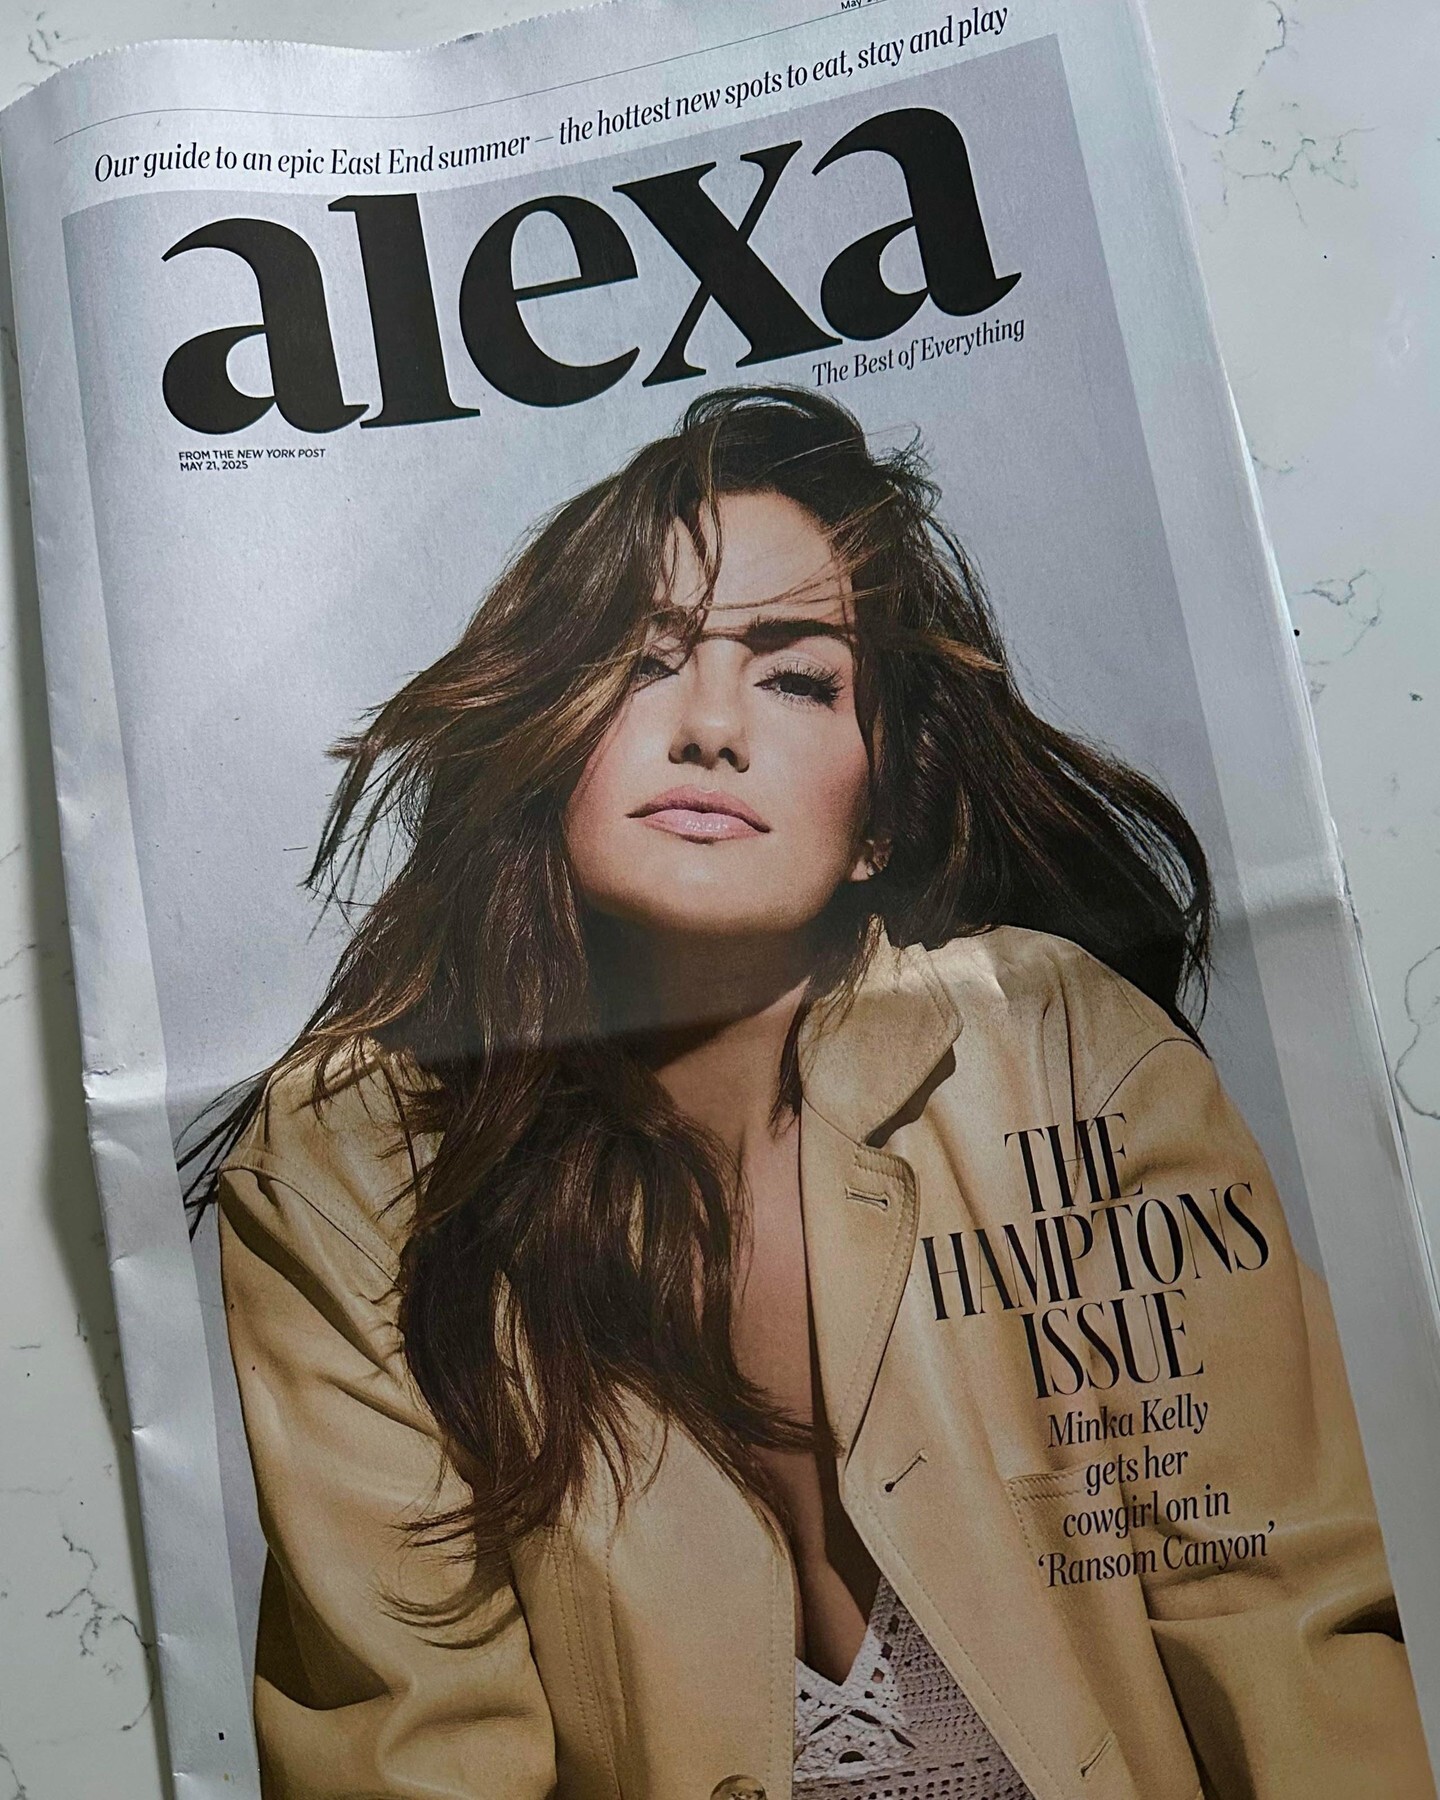 May
Our guide to an epic East End summer – the hottest new spots to eat, stay and play
alexa
The Best of Everything
FROM THE NEW YORK POST
MAY 21, 2025
THE
HAMPTONS
ISSUE
Minka Kelly
gets her
cowgirl on in
‘Ransom Canyon’